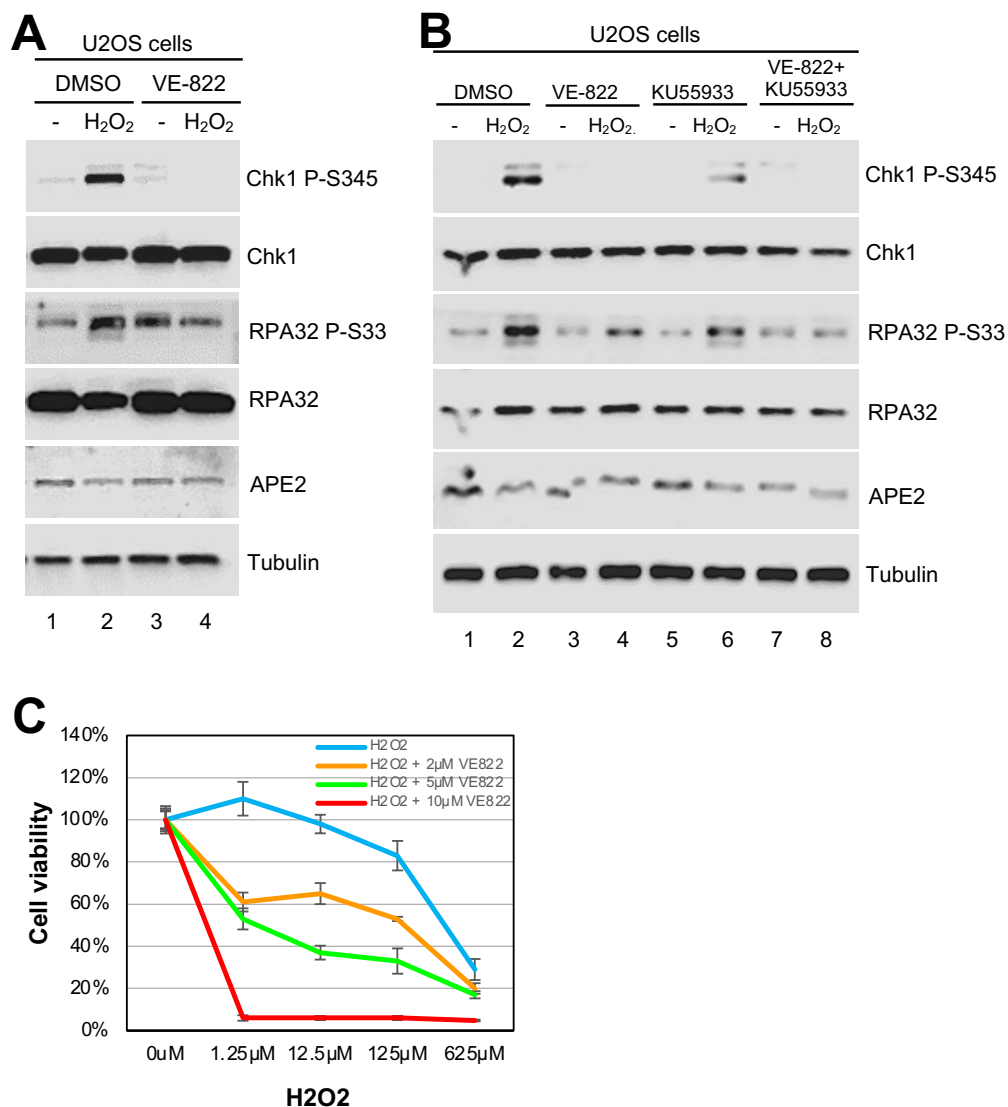 A
U2OS cells
DMSO VE-822
- H₂O₂ - H₂O₂
Chk1 P-S345
Chk1
RPA32 P-S33
RPA32
APE2
Tubulin
1 2 3 4
B
U2OS cells
DMSO VE-822 KU55933 VE-822+ KU55933
- H₂O₂ - H₂O₂. - H₂O₂ - H₂O₂
Chk1 P-S345
Chk1
RPA32 P-S33
RPA32
APE2
Tubulin
1 2 3 4 5 6 7 8
C
140%
120%
100%
80%
60%
40%
20%
0%
Cell viability
H2O2
H2O2 + 2µM VE822
H2O2 + 5µM VE822
H2O2 + 10µM VE822
0uM 1.25µM 12.5µM 125µM 625µM
H2O2